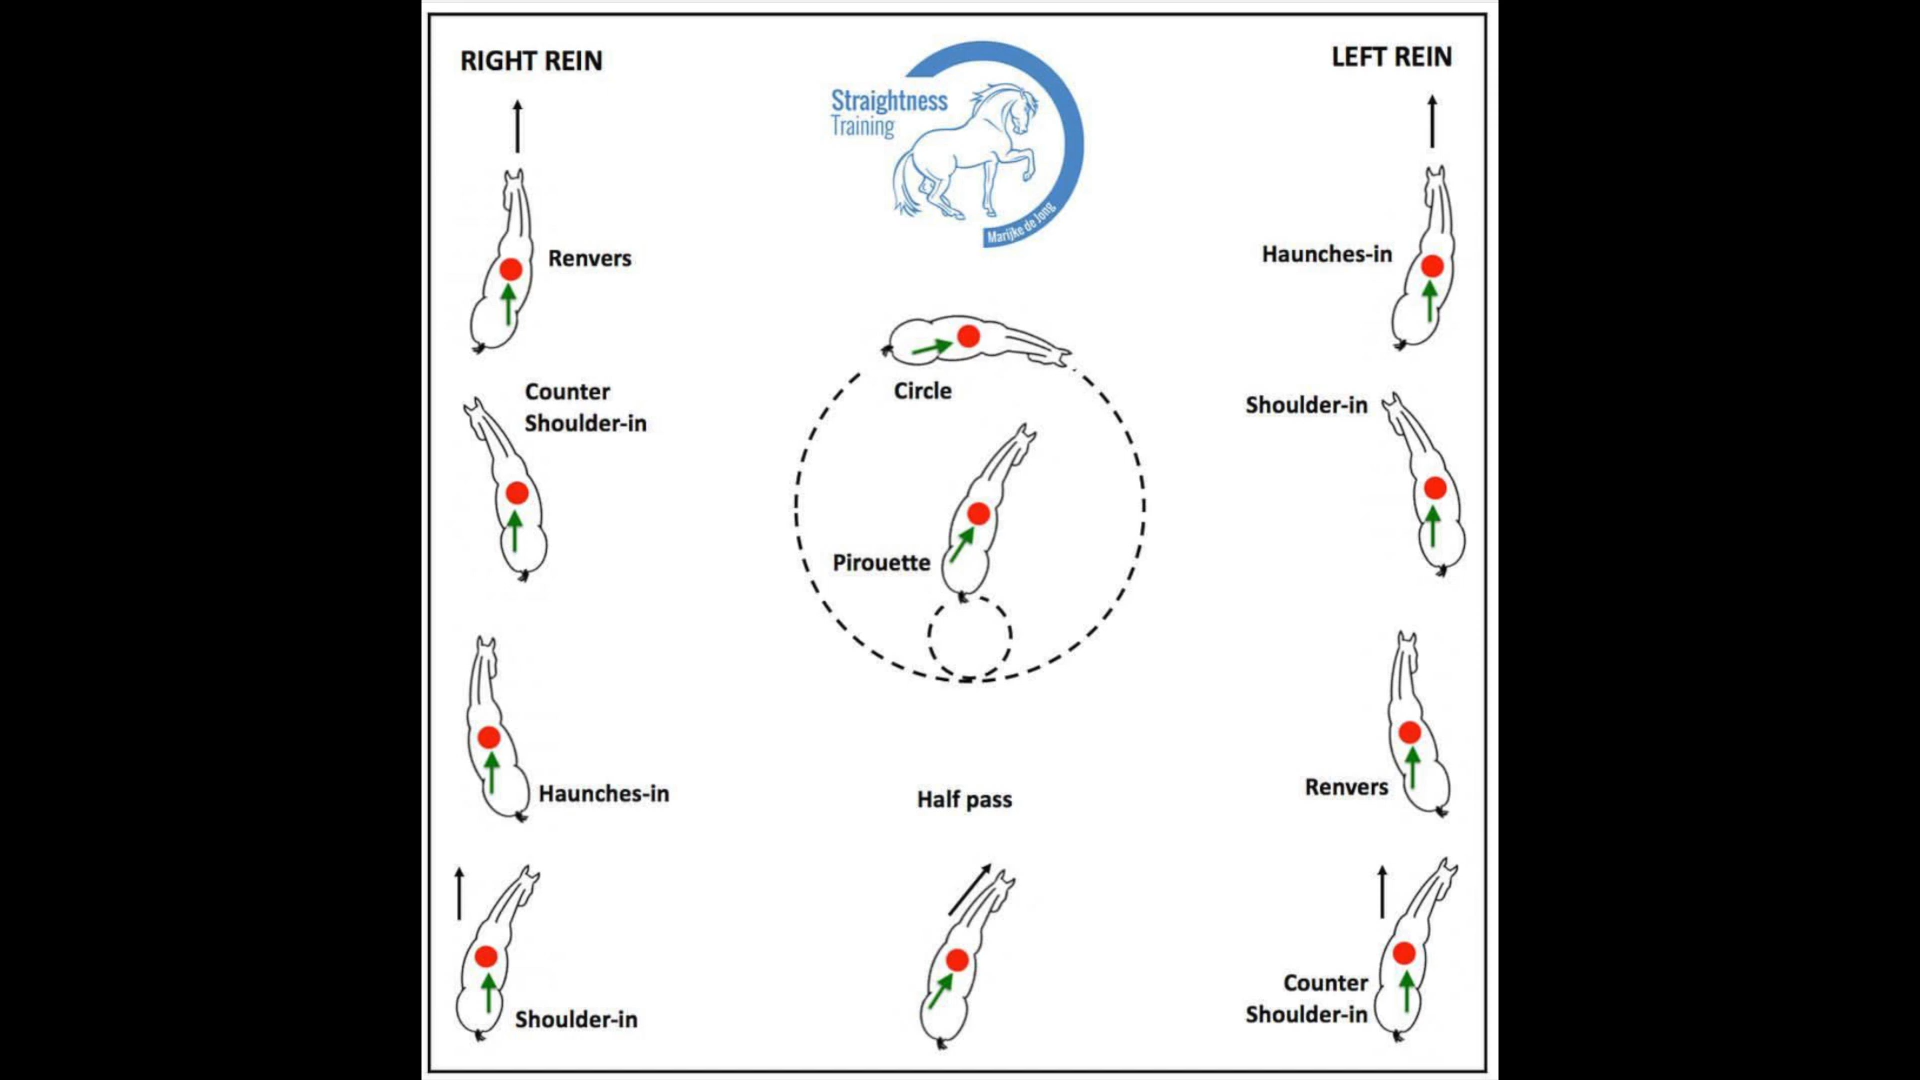 RIGHT REIN
LEFT REIN
Straightness
Training
Marijke de Jong
Renvers
Haunches-in
Counter
Shoulder-in
Circle
Shoulder-in
Pirouette
Haunches-in
Half pass
Renvers
Shoulder-in
Counter
Shoulder-in